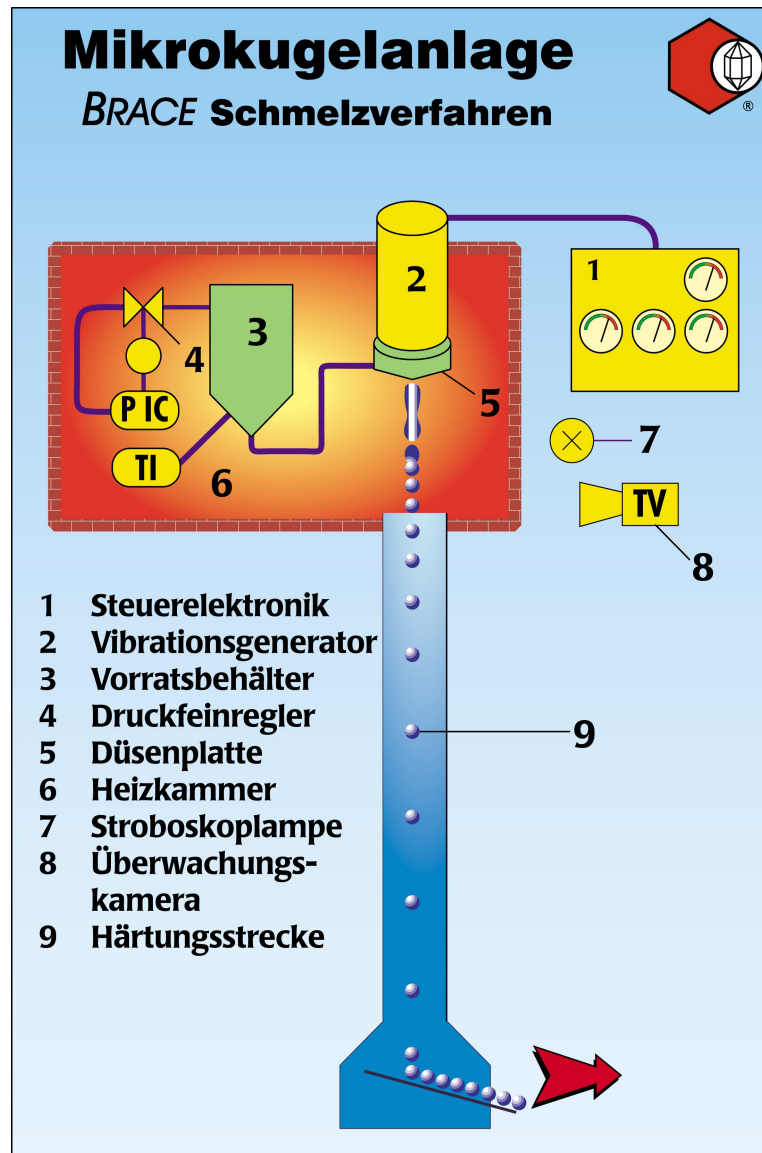 Mikrokugelanlage
BRACE Schmelzverfahren
®
1
2
3
4
5
P IC
TI
6
7
TV
8
9
1 Steuerelektronik
2 Vibrationsgenerator
3 Vorratsbehälter
4 Druckfeinregler
5 Düsenplatte
6 Heizkammer
7 Stroboskoplampe
8 Überwachungs-
kamera
9 Härtungsstrecke